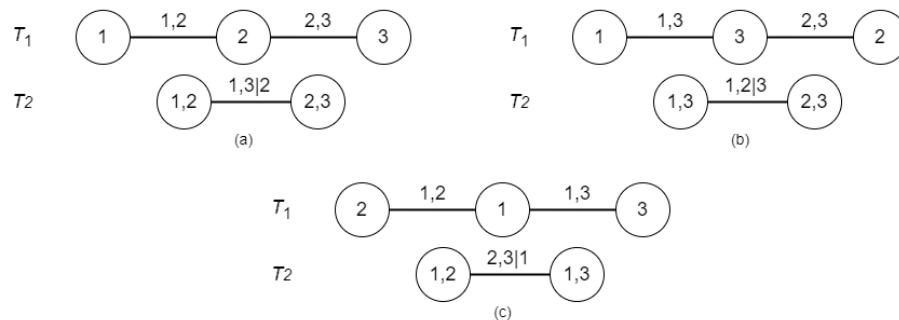 1,2 2,3
T1 1 2 3
1,3|2
T2 1,2 2,3
(a)
1,3 2,3
T1 1 3 2
1,2|3
T2 1,3 2,3
(b)
1,2 1,3
T1 2 1 3
2,3|1
T2 1,2 1,3
(c)